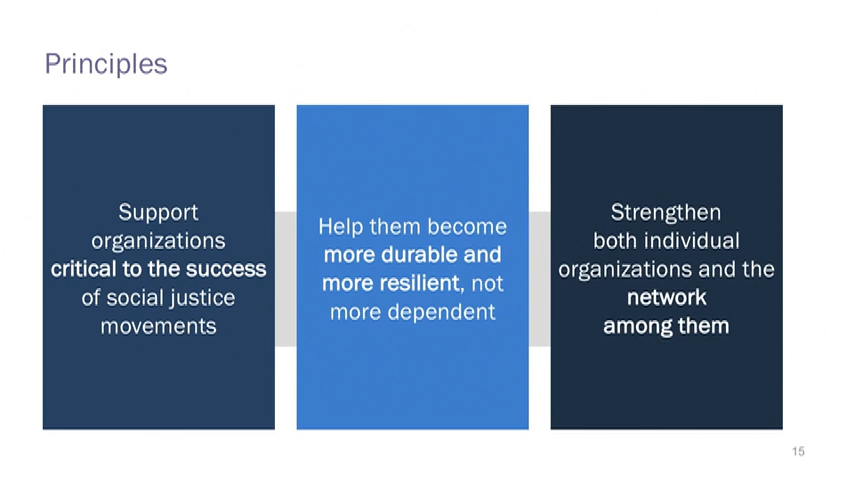 Principles
Support
organizations
critical to the success
of social justice
movements
Help them become
more durable and
more resilient, not
more dependent
Strengthen
both individual
organizations and the
network
among them
15